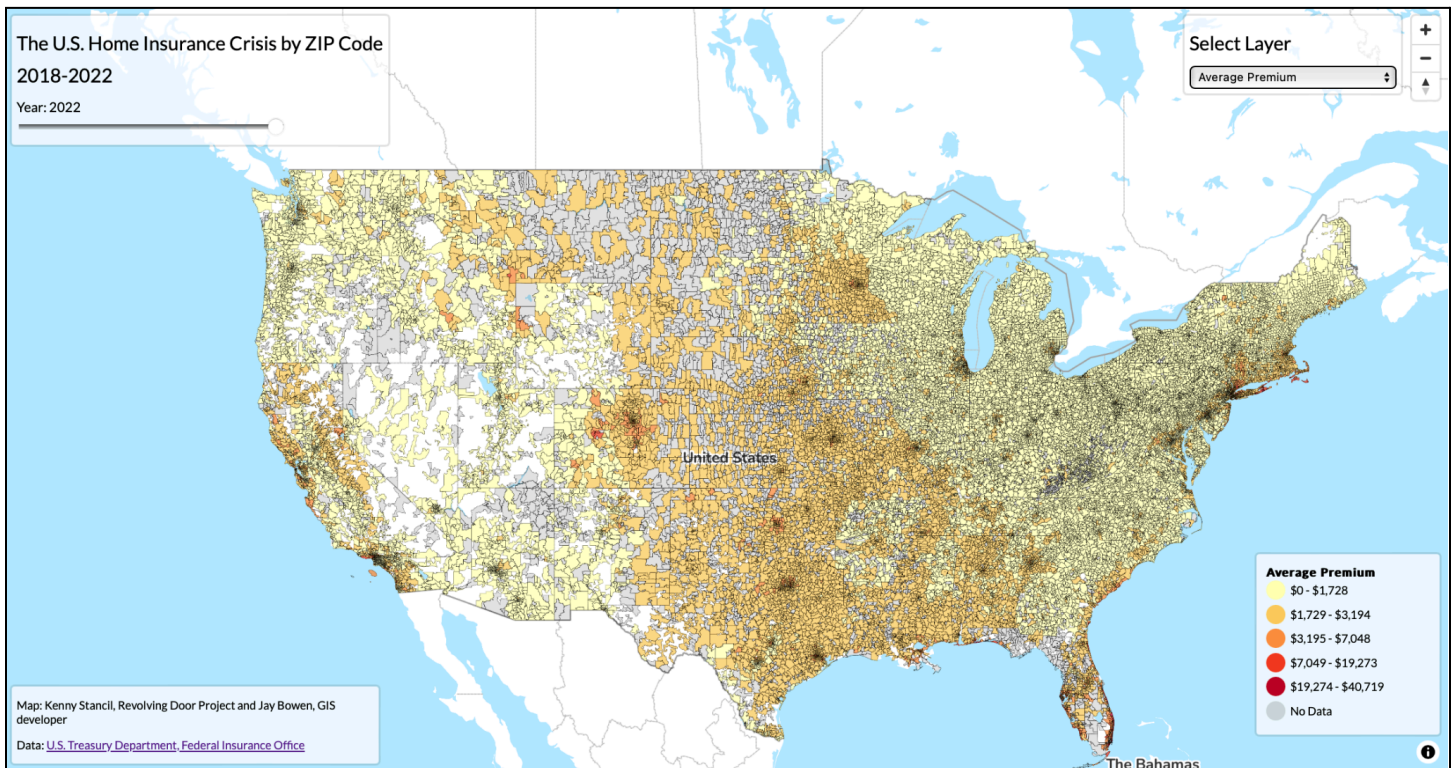 The U.S. Home Insurance Crisis by ZIP Code
2018-2022
Year: 2022
Select Layer
Average Premium
+
−
United States
Average Premium
$0 - $1,728
$1,729 - $3,194
$3,195 - $7,048
$7,049 - $19,273
$19,274 - $40,719
No Data
Map: Kenny Stancil, Revolving Door Project and Jay Bowen, GIS
developer
Data: U.S. Treasury Department, Federal Insurance Office
The Bahamas